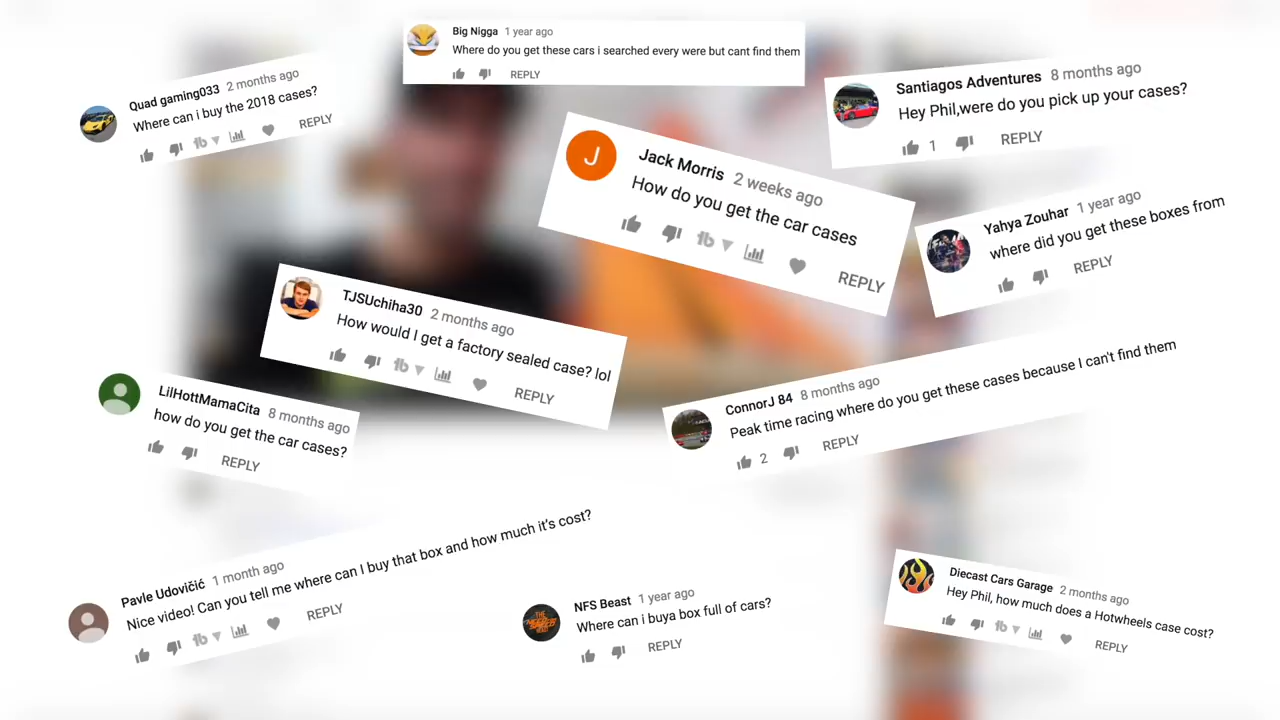 Big Nigga 1 year ago
Where do you get these cars i searched every were but cant find them
REPLY
Quad gaming033 2 months ago
Where can i buy the 2018 cases?
REPLY
Santiagos Adventures 8 months ago
Hey Phil,were do you pick up your cases?
1 REPLY
J
Jack Morris 2 weeks ago
How do you get the car cases
REPLY
Yahya Zouhar 1 year ago
where did you get these boxes from
REPLY
TJSUchiha30 2 months ago
How would I get a factory sealed case? lol
REPLY
LilHottMamaCita 8 months ago
how do you get the car cases?
REPLY
ConnorJ 84 8 months ago
Peak time racing where do you get these cases because I can't find them
2 REPLY
Pavle Udovičić 1 month ago
Nice video! Can you tell me where can I buy that box and how much it's cost?
REPLY
NFS Beast 1 year ago
Where can i buya box full of cars?
REPLY
Diecast Cars Garage 2 months ago
Hey Phil, how much does a Hotwheels case cost?
REPLY